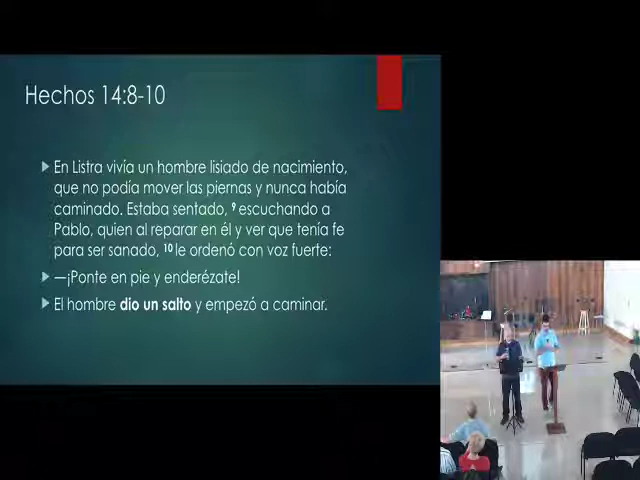 Hechos 14:8-10
En Listra vivía un hombre lisiado de nacimiento,
que no podía mover las piernas y nunca había
caminado. Estaba sentado, ⁹ escuchando a
Pablo, quien al reparar en él y ver que tenía fe
para ser sanado, ¹⁰ le ordenó con voz fuerte:
—¡Ponte en pie y enderézate!
El hombre dio un salto y empezó a caminar.